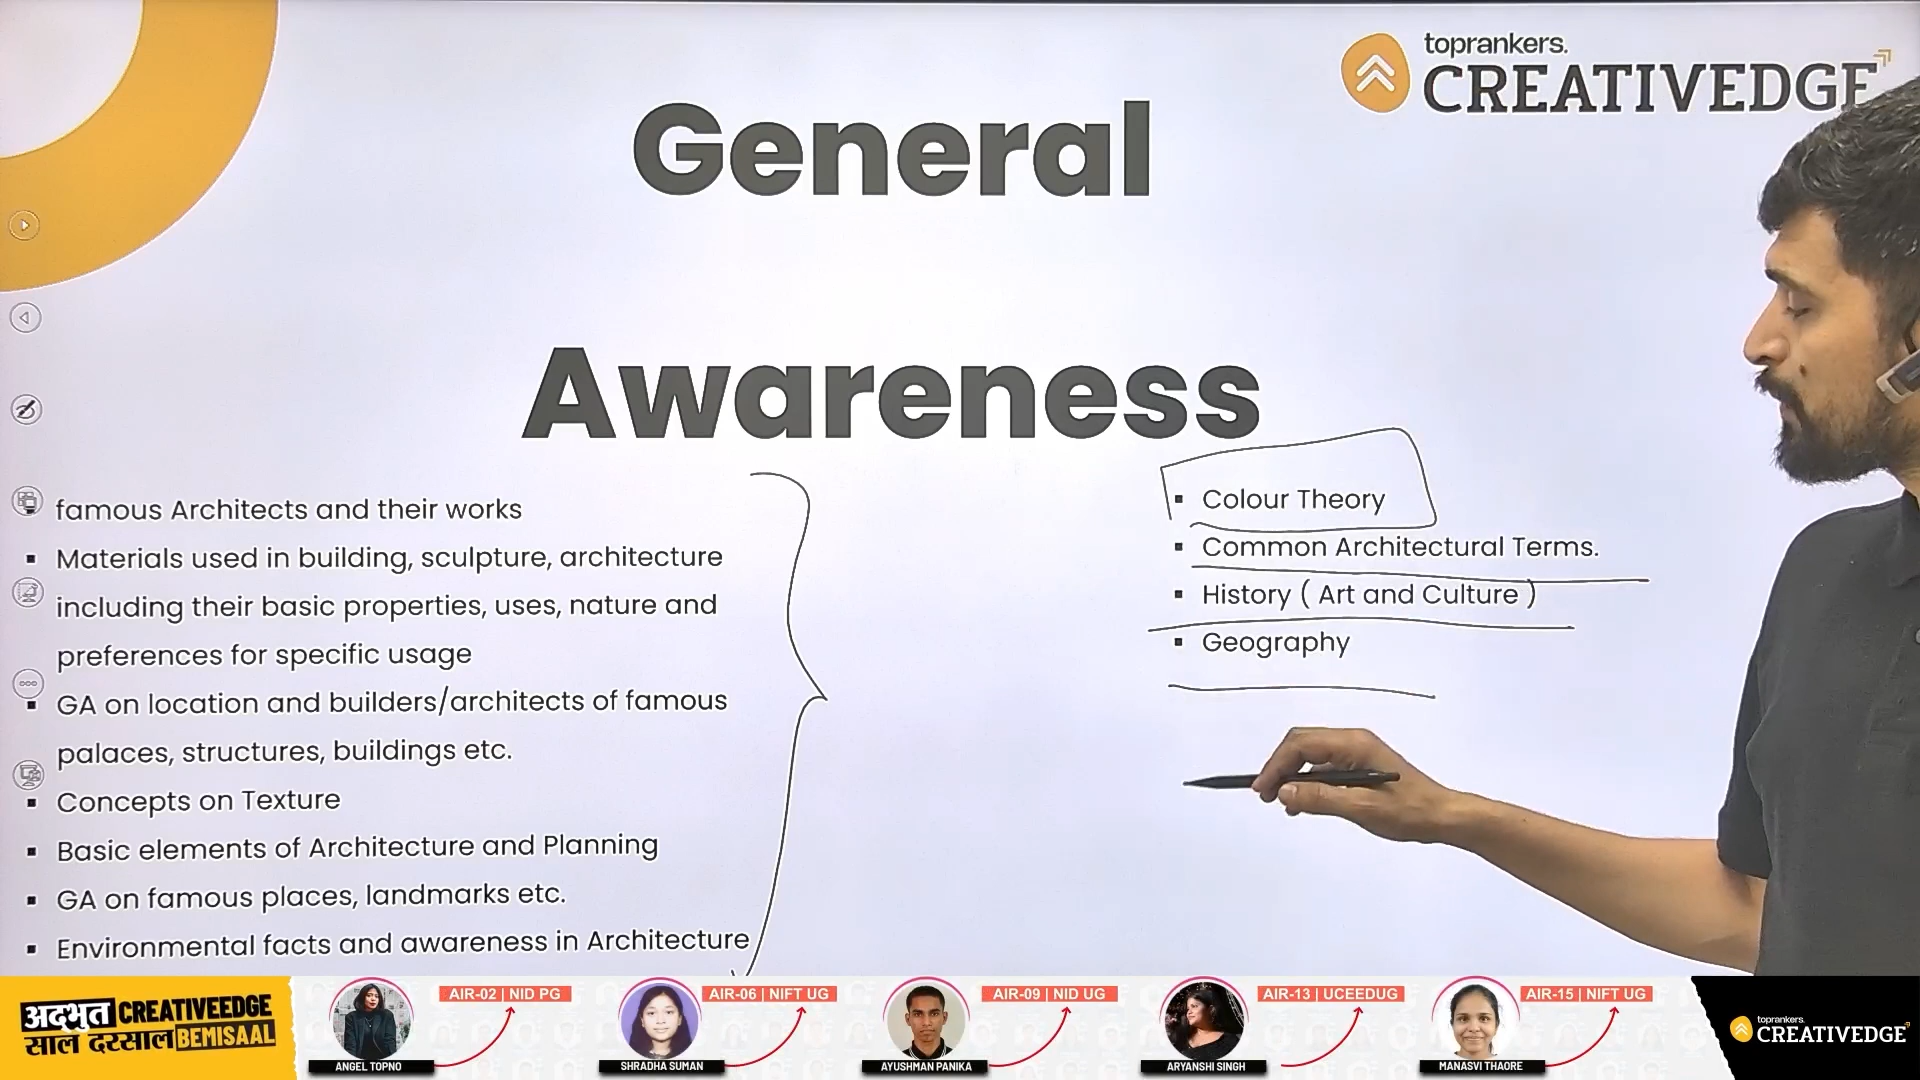 toprankers.
CREATIVEDGE
General
Awareness
famous Architects and their works
▪ Materials used in building, sculpture, architecture
including their basic properties, uses, nature and
preferences for specific usage
▪ GA on location and builders/architects of famous
palaces, structures, buildings etc.
▪ Concepts on Texture
▪ Basic elements of Architecture and Planning
▪ GA on famous places, landmarks etc.
▪ Environmental facts and awareness in Architecture
▪ Colour Theory
▪ Common Architectural Terms.
▪ History ( Art and Culture )
▪ Geography
अद्भुत CREATIVEEDGE
साल दरसाल BEMISAAL
AIR-02 | NID PG
ANGEL TOPNO
AIR-06 | NIFT UG
SHRADHA SUMAN
AIR-09 | NID UG
AYUSHMAN PANIKA
AIR-13 | UCEEDUG
ARYANSHI SINGH
AIR-15 | NIFT UG
MANASVI THAORE
toprankers.
CREATIVEDGE